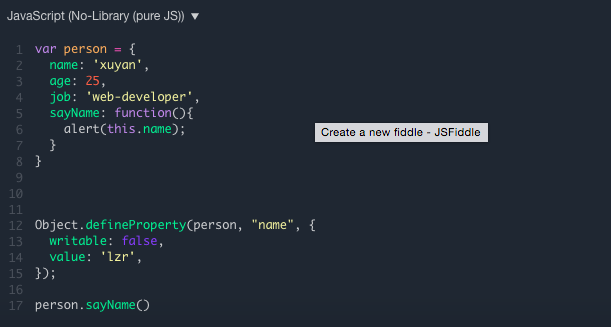 JavaScript (No-Library (pure JS)) ▼
1 var person = {
2 name: 'xuyan',
3 age: 25,
4 job: 'web-developer',
5 sayName: function(){
6 alert(this.name);
Create a new fiddle - JSFiddle
7 }
8 }
9
10
11
12 Object.defineProperty(person, "name", {
13 writable: false,
14 value: 'lzr',
15 });
16
17 person.sayName()